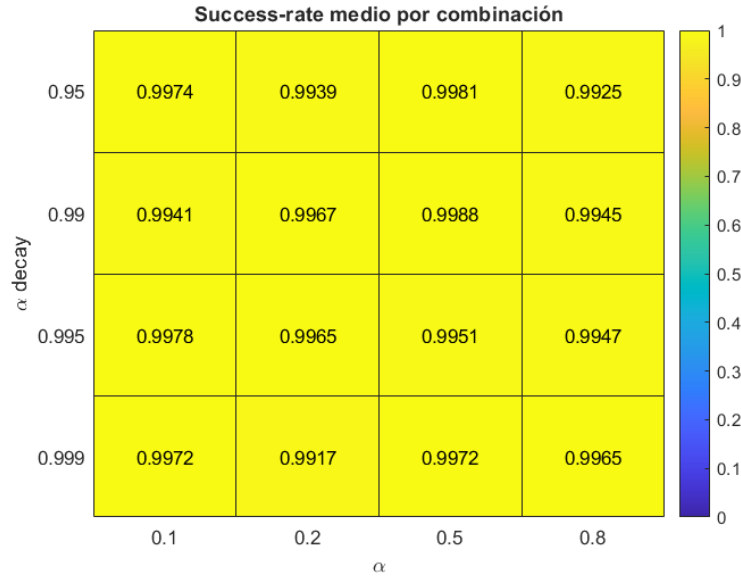 Success-rate medio por combinación
0.95 0.9974 0.9939 0.9981 0.9925
0.99 0.9941 0.9967 0.9988 0.9945
0.995 0.9978 0.9965 0.9951 0.9947
0.999 0.9972 0.9917 0.9972 0.9965
0.1 0.2 0.5 0.8
α
α decay
1
0.9
0.8
0.7
0.6
0.5
0.4
0.3
0.2
0.1
0